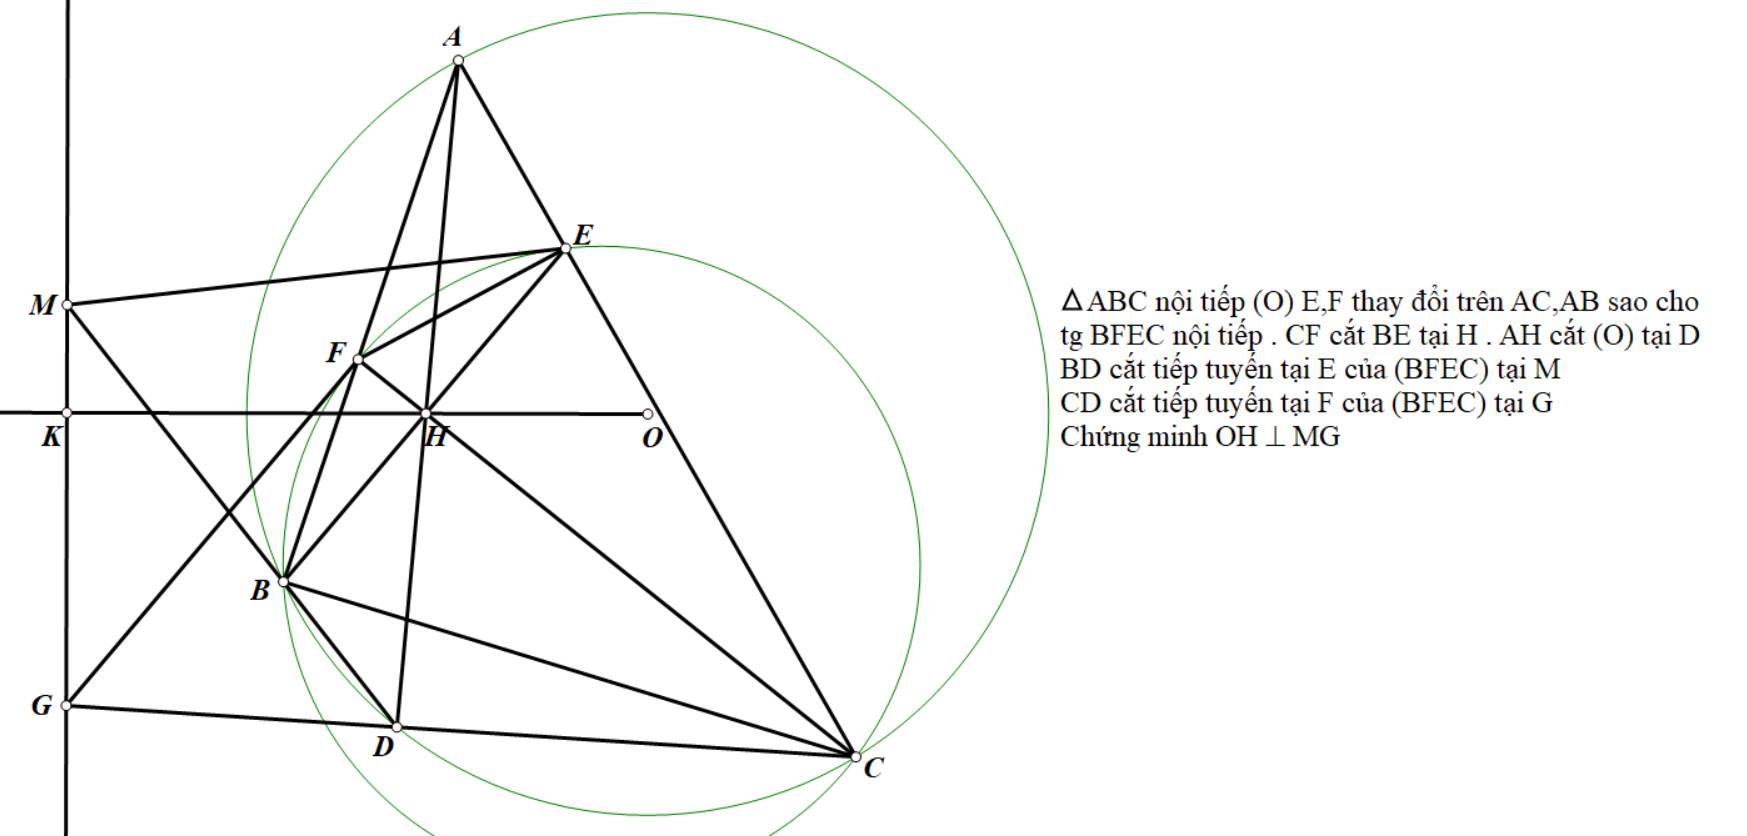 A
E
M
F
△ABC nội tiếp (O) E,F thay đổi trên AC,AB sao cho
tg BFEC nội tiếp . CF cắt BE tại H . AH cắt (O) tại D
BD cắt tiếp tuyến tại E của (BFEC) tại M
CD cắt tiếp tuyến tại F của (BFEC) tại G
Chứng minh OH ⊥ MG
K
H
O
B
G
D
C